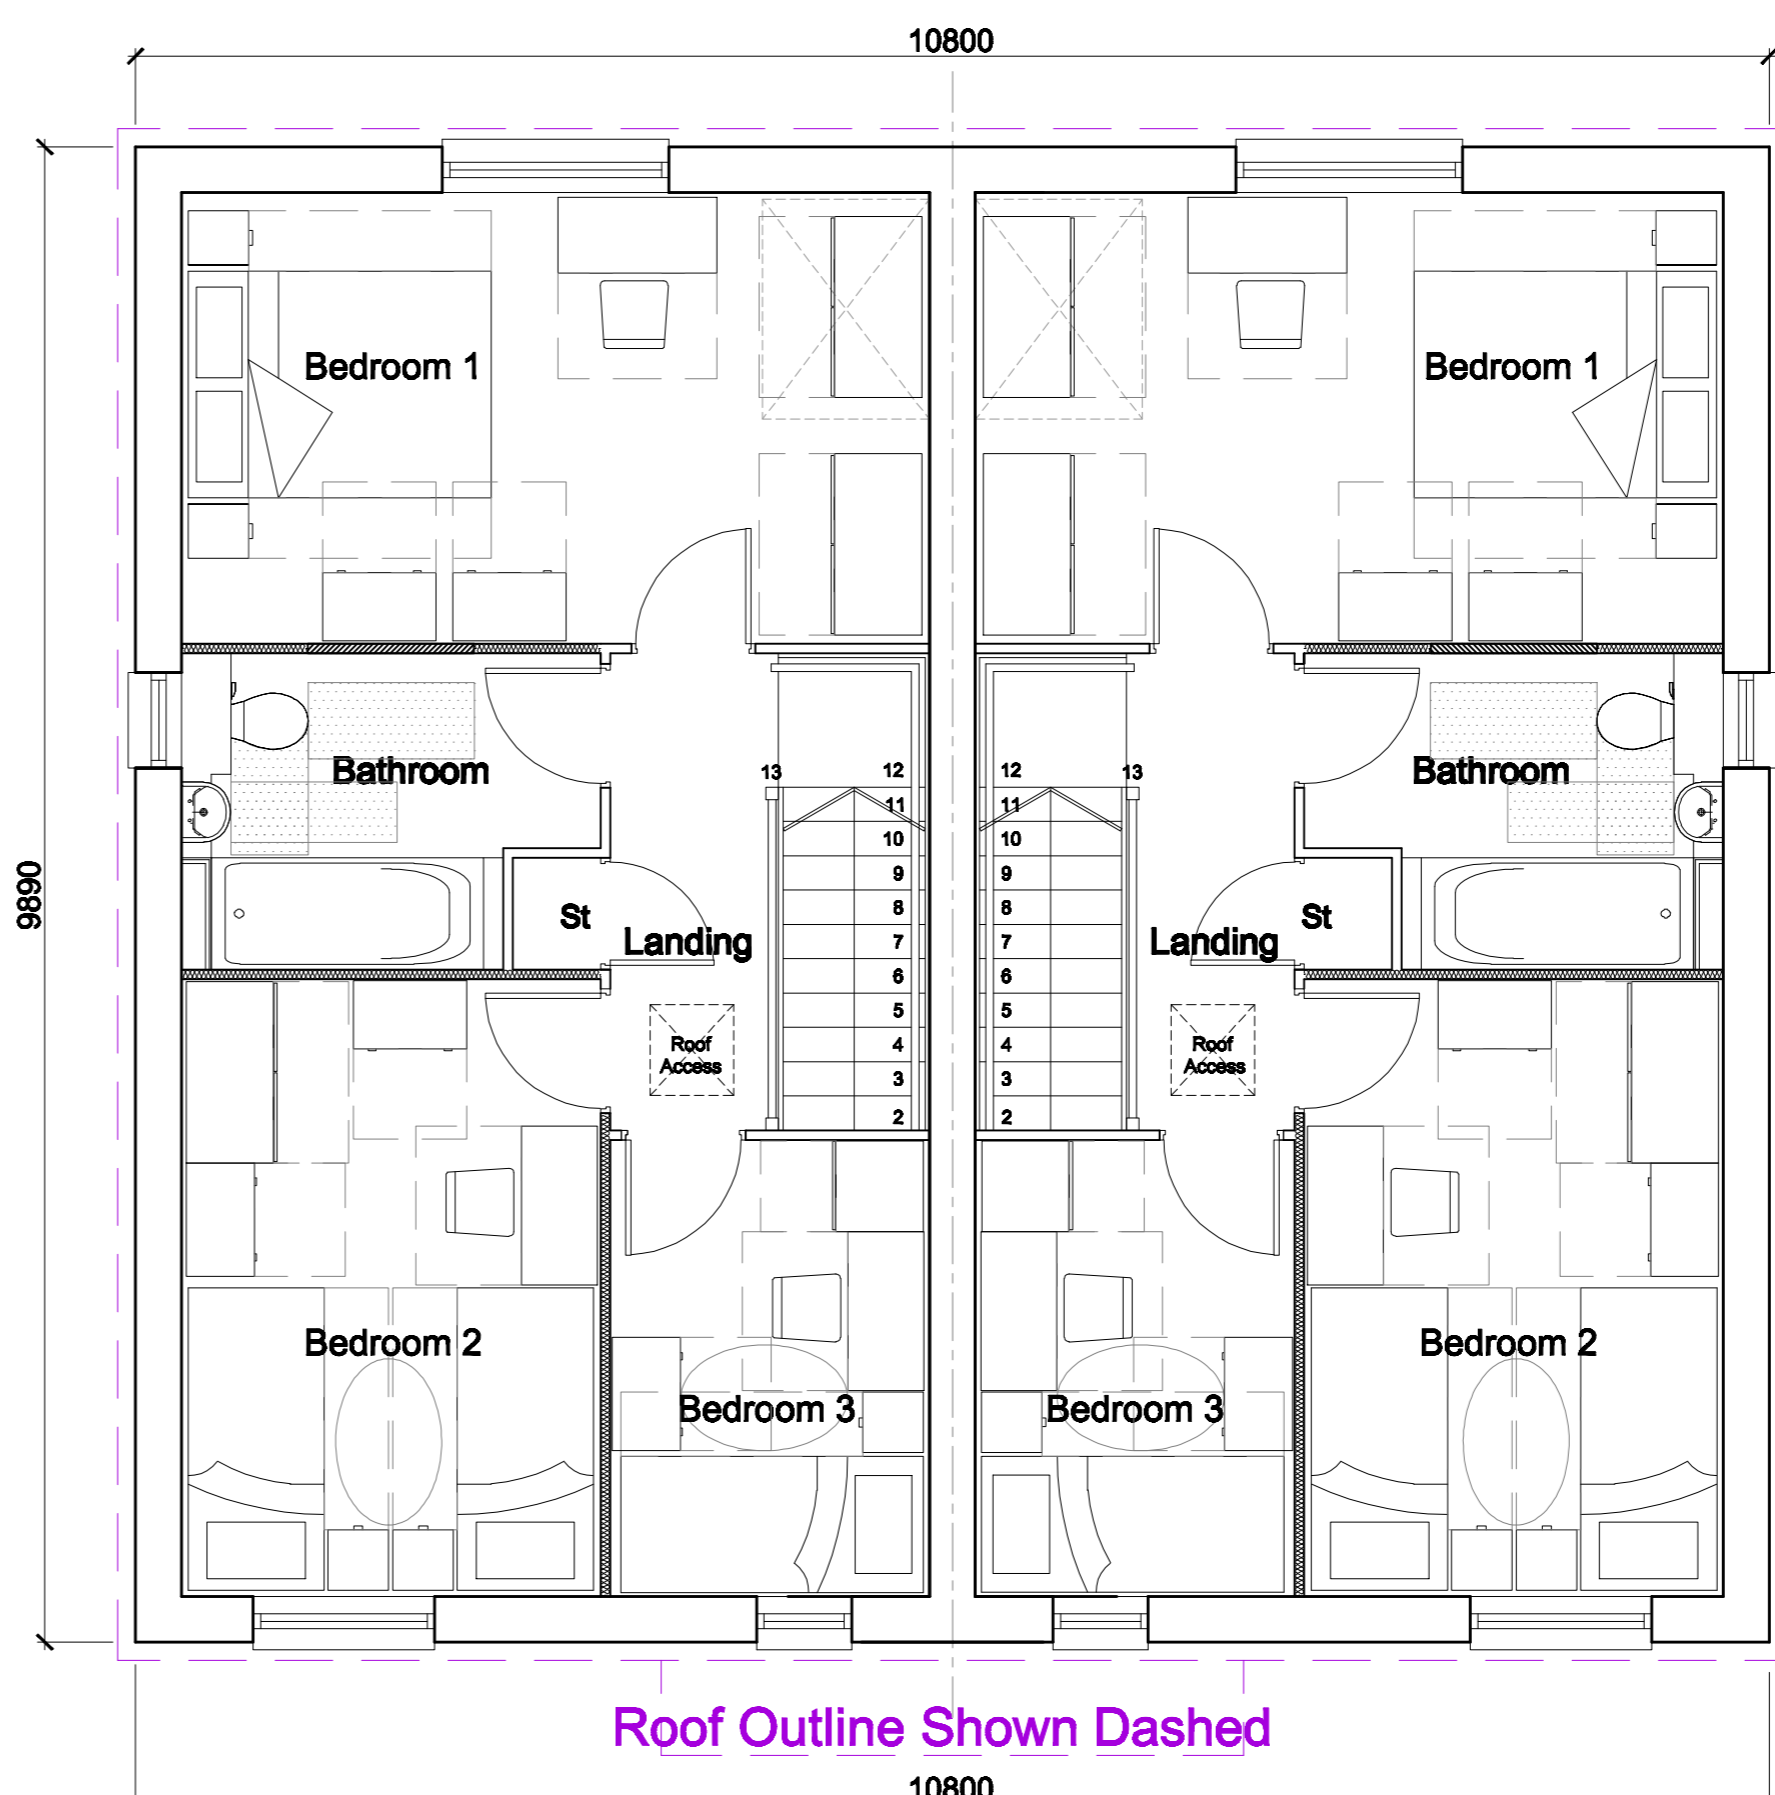 10800
Bedroom 1
Bedroom 1
Bathroom
Bathroom
13
12
12
13
11
11
10
10
9
9
8
8
7
7
6
6
5
5
4
4
3
3
2
2
9890
St
Landing
Landing
St
Roof
Access
Roof
Access
Bedroom 2
Bedroom 2
Bedroom 3
Bedroom 3
Roof Outline Shown Dashed
10800